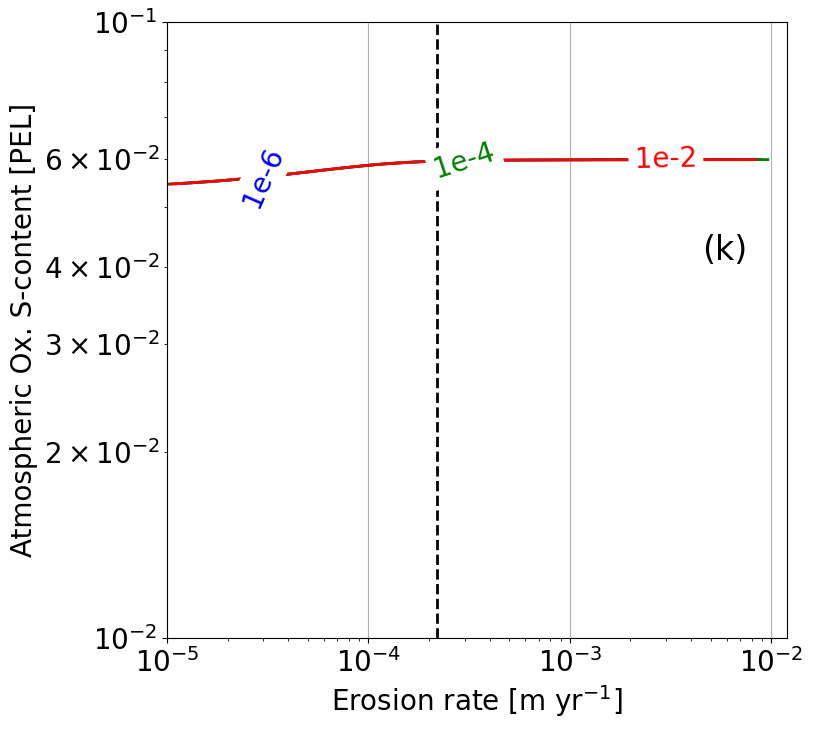 Atmospheric Ox. S-content [PEL]
10⁻¹
6 × 10⁻²
4 × 10⁻²
3 × 10⁻²
2 × 10⁻²
10⁻²
1e-6
1e-4
1e-2
(k)
10⁻⁵ 10⁻⁴ 10⁻³ 10⁻²
Erosion rate [m yr⁻¹]